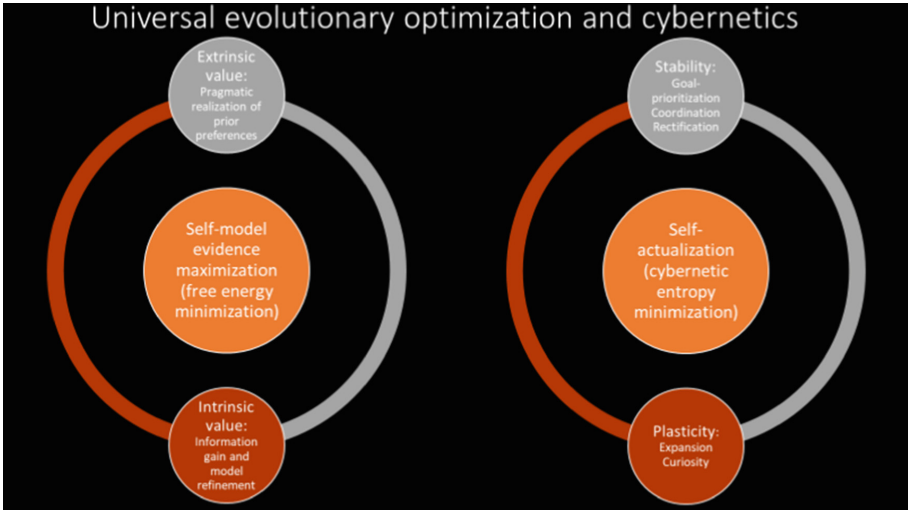 Universal evolutionary optimization and cybernetics
Extrinsic
value:
Pragmatic
realization of
prior
preferences
Self-model
evidence
maximization
(free energy
minimization)
Intrinsic
value:
Information
gain and
model
refinement
Stability:
Goal-
prioritization
Coordination
Rectification
Self-
actualization
(cybernetic
entropy
minimization)
Plasticity:
Expansion
Curiosity